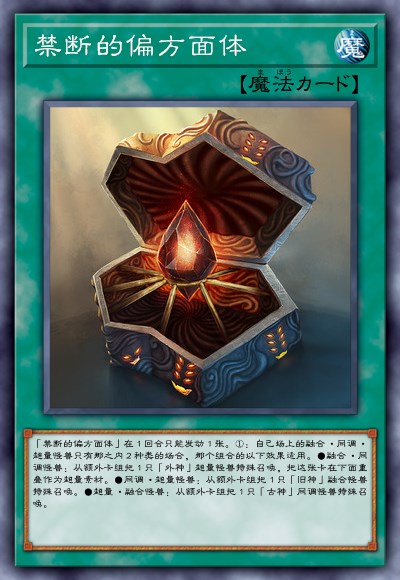 禁断的偏方面体
魔
【魔法カード】
「禁断的偏方面体」在1回合只能发动1张。①：自己场上的融合・同调・
超量怪兽只有那之内2种类的场合，那个组合的以下效果适用。●融合・同
调怪兽：从额外卡组把1只「外神」超量怪兽特殊召唤，把这张卡在下面重
叠作为超量素材。●同调・超量怪兽：从额外卡组把1只「旧神」融合怪兽
特殊召唤。●超量・融合怪兽：从额外卡组把1只「古神」同调怪兽特殊召
唤。